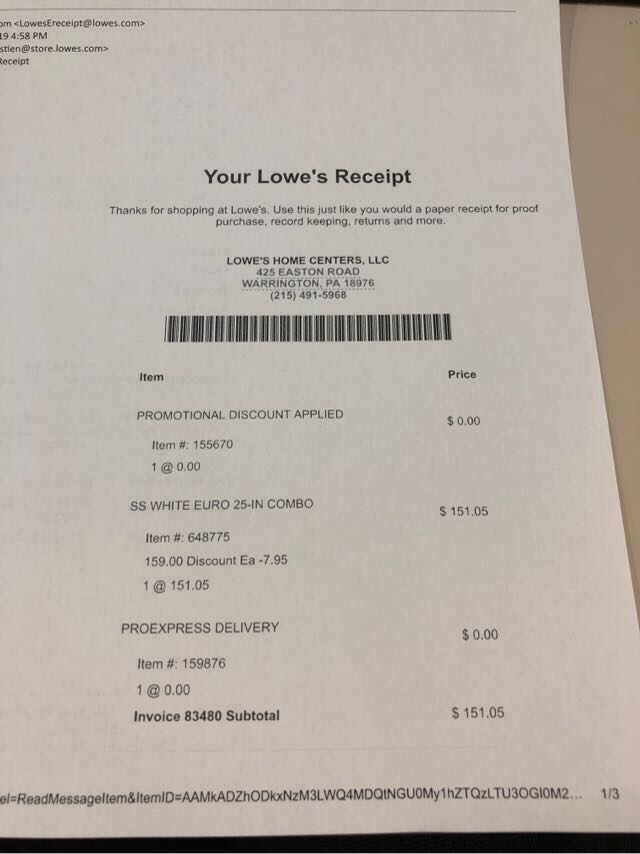 om <LowesEreceipt@lowes.com>
19 4:58 PM
stien@store.lowes.com>
Receipt
Your Lowe's Receipt
Thanks for shopping at Lowe's. Use this just like you would a paper receipt for proof
purchase, record keeping, returns and more.
LOWE'S HOME CENTERS, LLC
425 EASTON ROAD
WARRINGTON, PA 18976
(215) 491-5968
Item Price
PROMOTIONAL DISCOUNT APPLIED $ 0.00
Item #: 155670
1 @ 0.00
SS WHITE EURO 25-IN COMBO $ 151.05
Item #: 648775
159.00 Discount Ea -7.95
1 @ 151.05
PROEXPRESS DELIVERY $ 0.00
Item #: 159876
1 @ 0.00
Invoice 83480 Subtotal $ 151.05
el=ReadMessageItem&ItemID=AAMkADZhODkxNzM3LWQ4MDQtNGU0My1hZTQzLTU3OGI0M2... 1/3